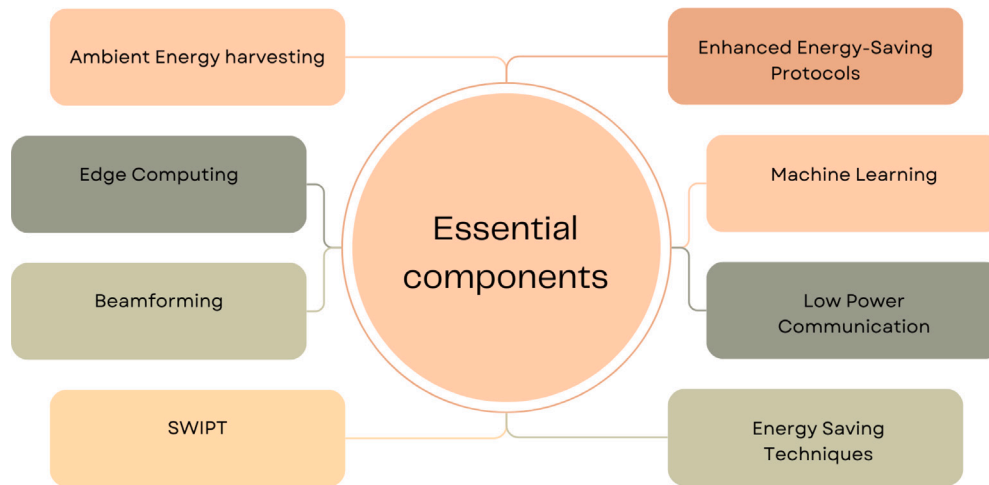 Ambient Energy harvesting
Enhanced Energy-Saving
Protocols
Edge Computing
Machine Learning
Essential
components
Beamforming
Low Power
Communication
SWIPT
Energy Saving
Techniques